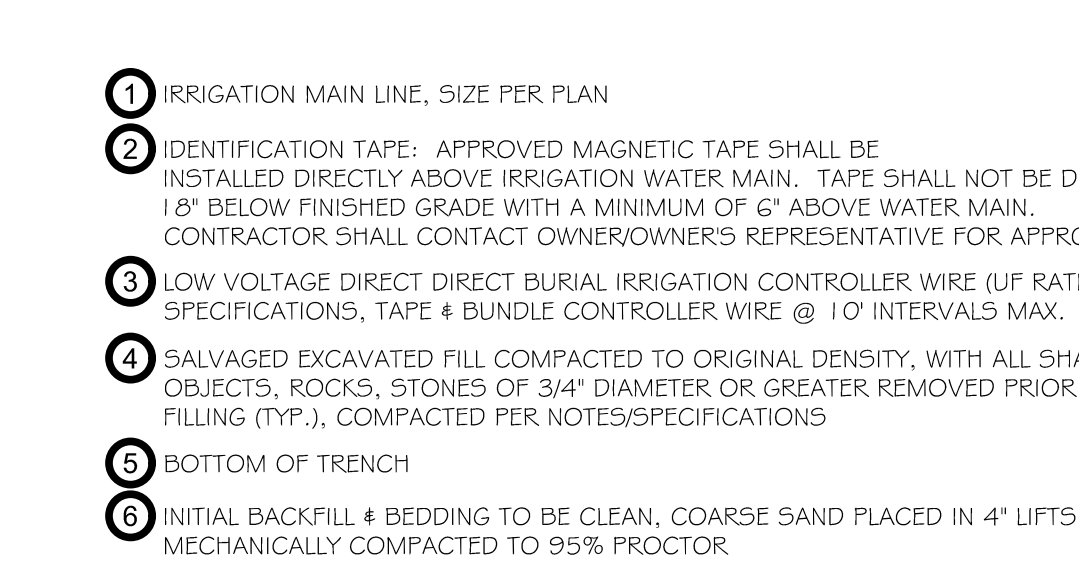 1 IRRIGATION MAIN LINE, SIZE PER PLAN
2 IDENTIFICATION TAPE: APPROVED MAGNETIC TAPE SHALL BE
INSTALLED DIRECTLY ABOVE IRRIGATION WATER MAIN. TAPE SHALL NOT BE
18" BELOW FINISHED GRADE WITH A MINIMUM OF 6" ABOVE WATER MAIN.
CONTRACTOR SHALL CONTACT OWNER/OWNER'S REPRESENTATIVE FOR
3 LOW VOLTAGE DIRECT DIRECT BURIAL IRRIGATION CONTROLLER WIRE (UF
SPECIFICATIONS, TAPE & BUNDLE CONTROLLER WIRE @ 10' INTERVALS MAX.
4 SALVAGED EXCAVATED FILL COMPACTED TO ORIGINAL DENSITY, WITH ALL
OBJECTS, ROCKS, STONES OF 3/4" DIAMETER OR GREATER REMOVED PRIOR
FILLING (TYP.), COMPACTED PER NOTES/SPECIFICATIONS
5 BOTTOM OF TRENCH
6 INITIAL BACKFILL & BEDDING TO BE CLEAN, COARSE SAND PLACED IN 4" LIFTS
MECHANICALLY COMPACTED TO 95% PROCTOR